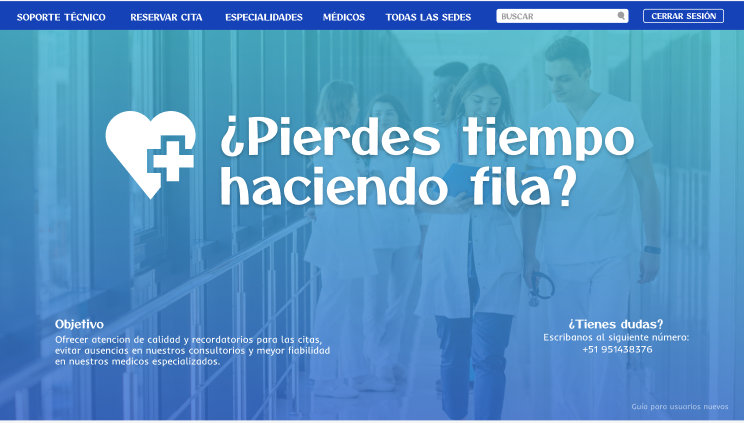 SOPORTE TÉCNICO RESERVAR CITA ESPECIALIDADES MÉDICOS TODAS LAS SEDES BUSCAR CERRAR SESIÓN
¿Pierdes tiempo
haciendo fila?
Objetivo
Ofrecer atencion de calidad y recordatorios para las citas,
evitar ausencias en nuestros consultorios y meyor fiabilidad
en nuestros medicos especializados.
¿Tienes dudas?
Escribanos al siguiente número:
+51 951438376
Guía para usuarios nuevos